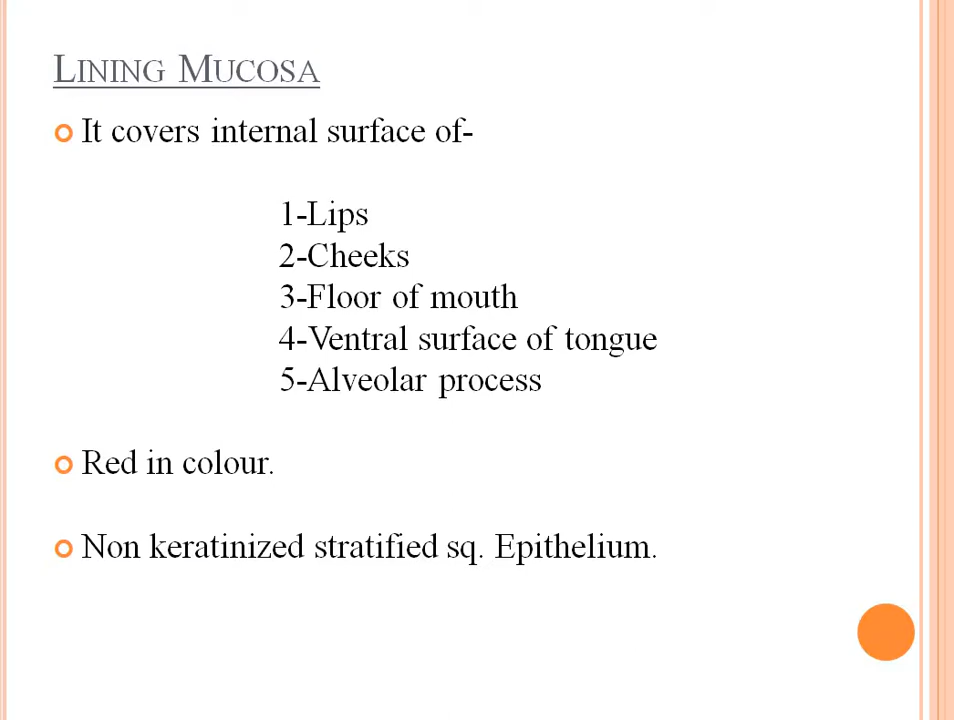 LINING MUCOSA
It covers internal surface of-
1-Lips
2-Cheeks
3-Floor of mouth
4-Ventral surface of tongue
5-Alveolar process
Red in colour.
Non keratinized stratified sq. Epithelium.